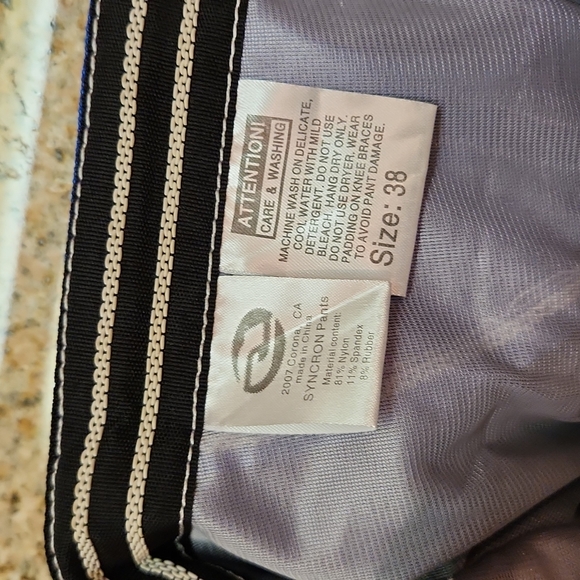 ATTENTION!
CARE & WASHING
MACHINE WASH ON DELICATE,
COOL WATER WITH MILD
DETERGENT. DO NOT USE
BLEACH. HANG DRY ONLY.
DO NOT USE DRYER, WEAR
PADDING ON KNEE BRACES
TO AVOID PANT DAMAGE.
Size: 38
2007 Corona, CA
made in China
SYNCRON Pants
Material content:
81% Nylon
11% Spandex
8% Rubber